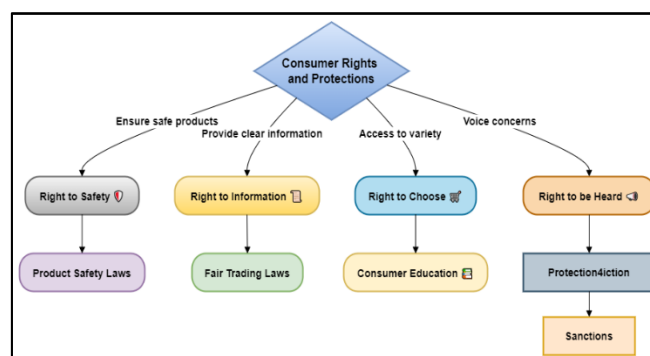 Consumer Rights
and Protections
Ensure safe products
Provide clear information
Access to variety
Voice concerns
Right to Safety
Right to Information
Right to Choose
Right to be Heard
Product Safety Laws
Fair Trading Laws
Consumer Education
Protection4iction
Sanctions